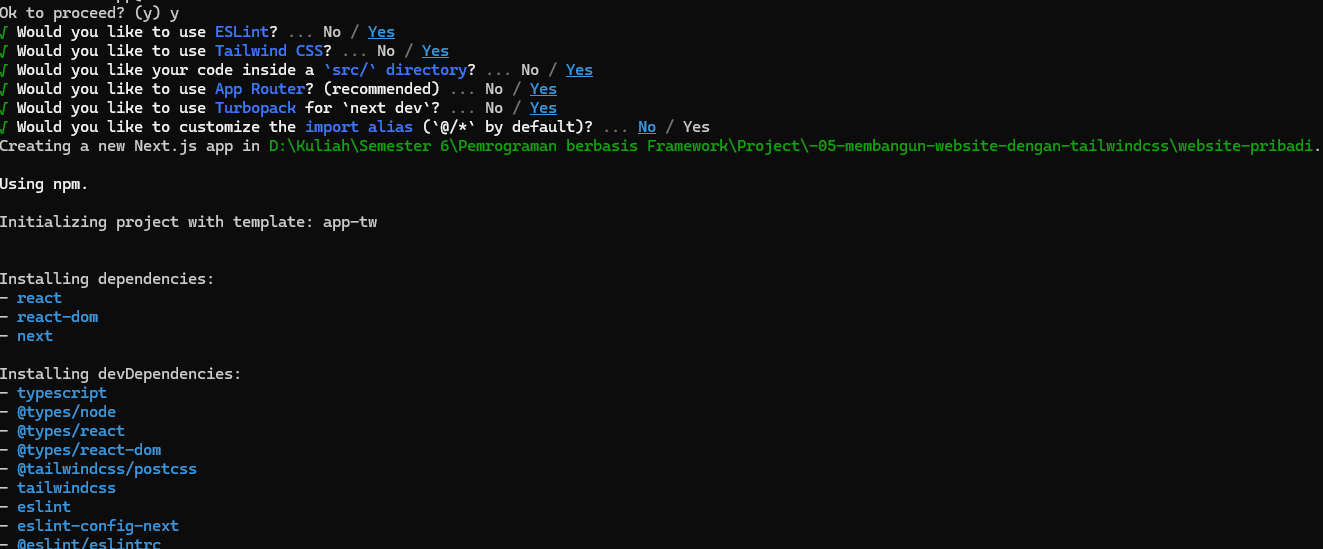 Ok to proceed? (y) y
√ Would you like to use ESLint? ... No / Yes
√ Would you like to use Tailwind CSS? ... No / Yes
√ Would you like your code inside a `src/` directory? ... No / Yes
√ Would you like to use App Router? (recommended) ... No / Yes
√ Would you like to use Turbopack for `next dev`? ... No / Yes
√ Would you like to customize the import alias (`@/*` by default)? ... No / Yes
Creating a new Next.js app in D:\Kuliah\Semester 6\Pemrograman berbasis Framework\Project\-05-membangun-website-dengan-tailwindcss\website-pribadi.
Using npm.
Initializing project with template: app-tw
Installing dependencies:
- react
- react-dom
- next
Installing devDependencies:
- typescript
- @types/node
- @types/react
- @types/react-dom
- @tailwindcss/postcss
- tailwindcss
- eslint
- eslint-config-next
- @eslint/eslintrc